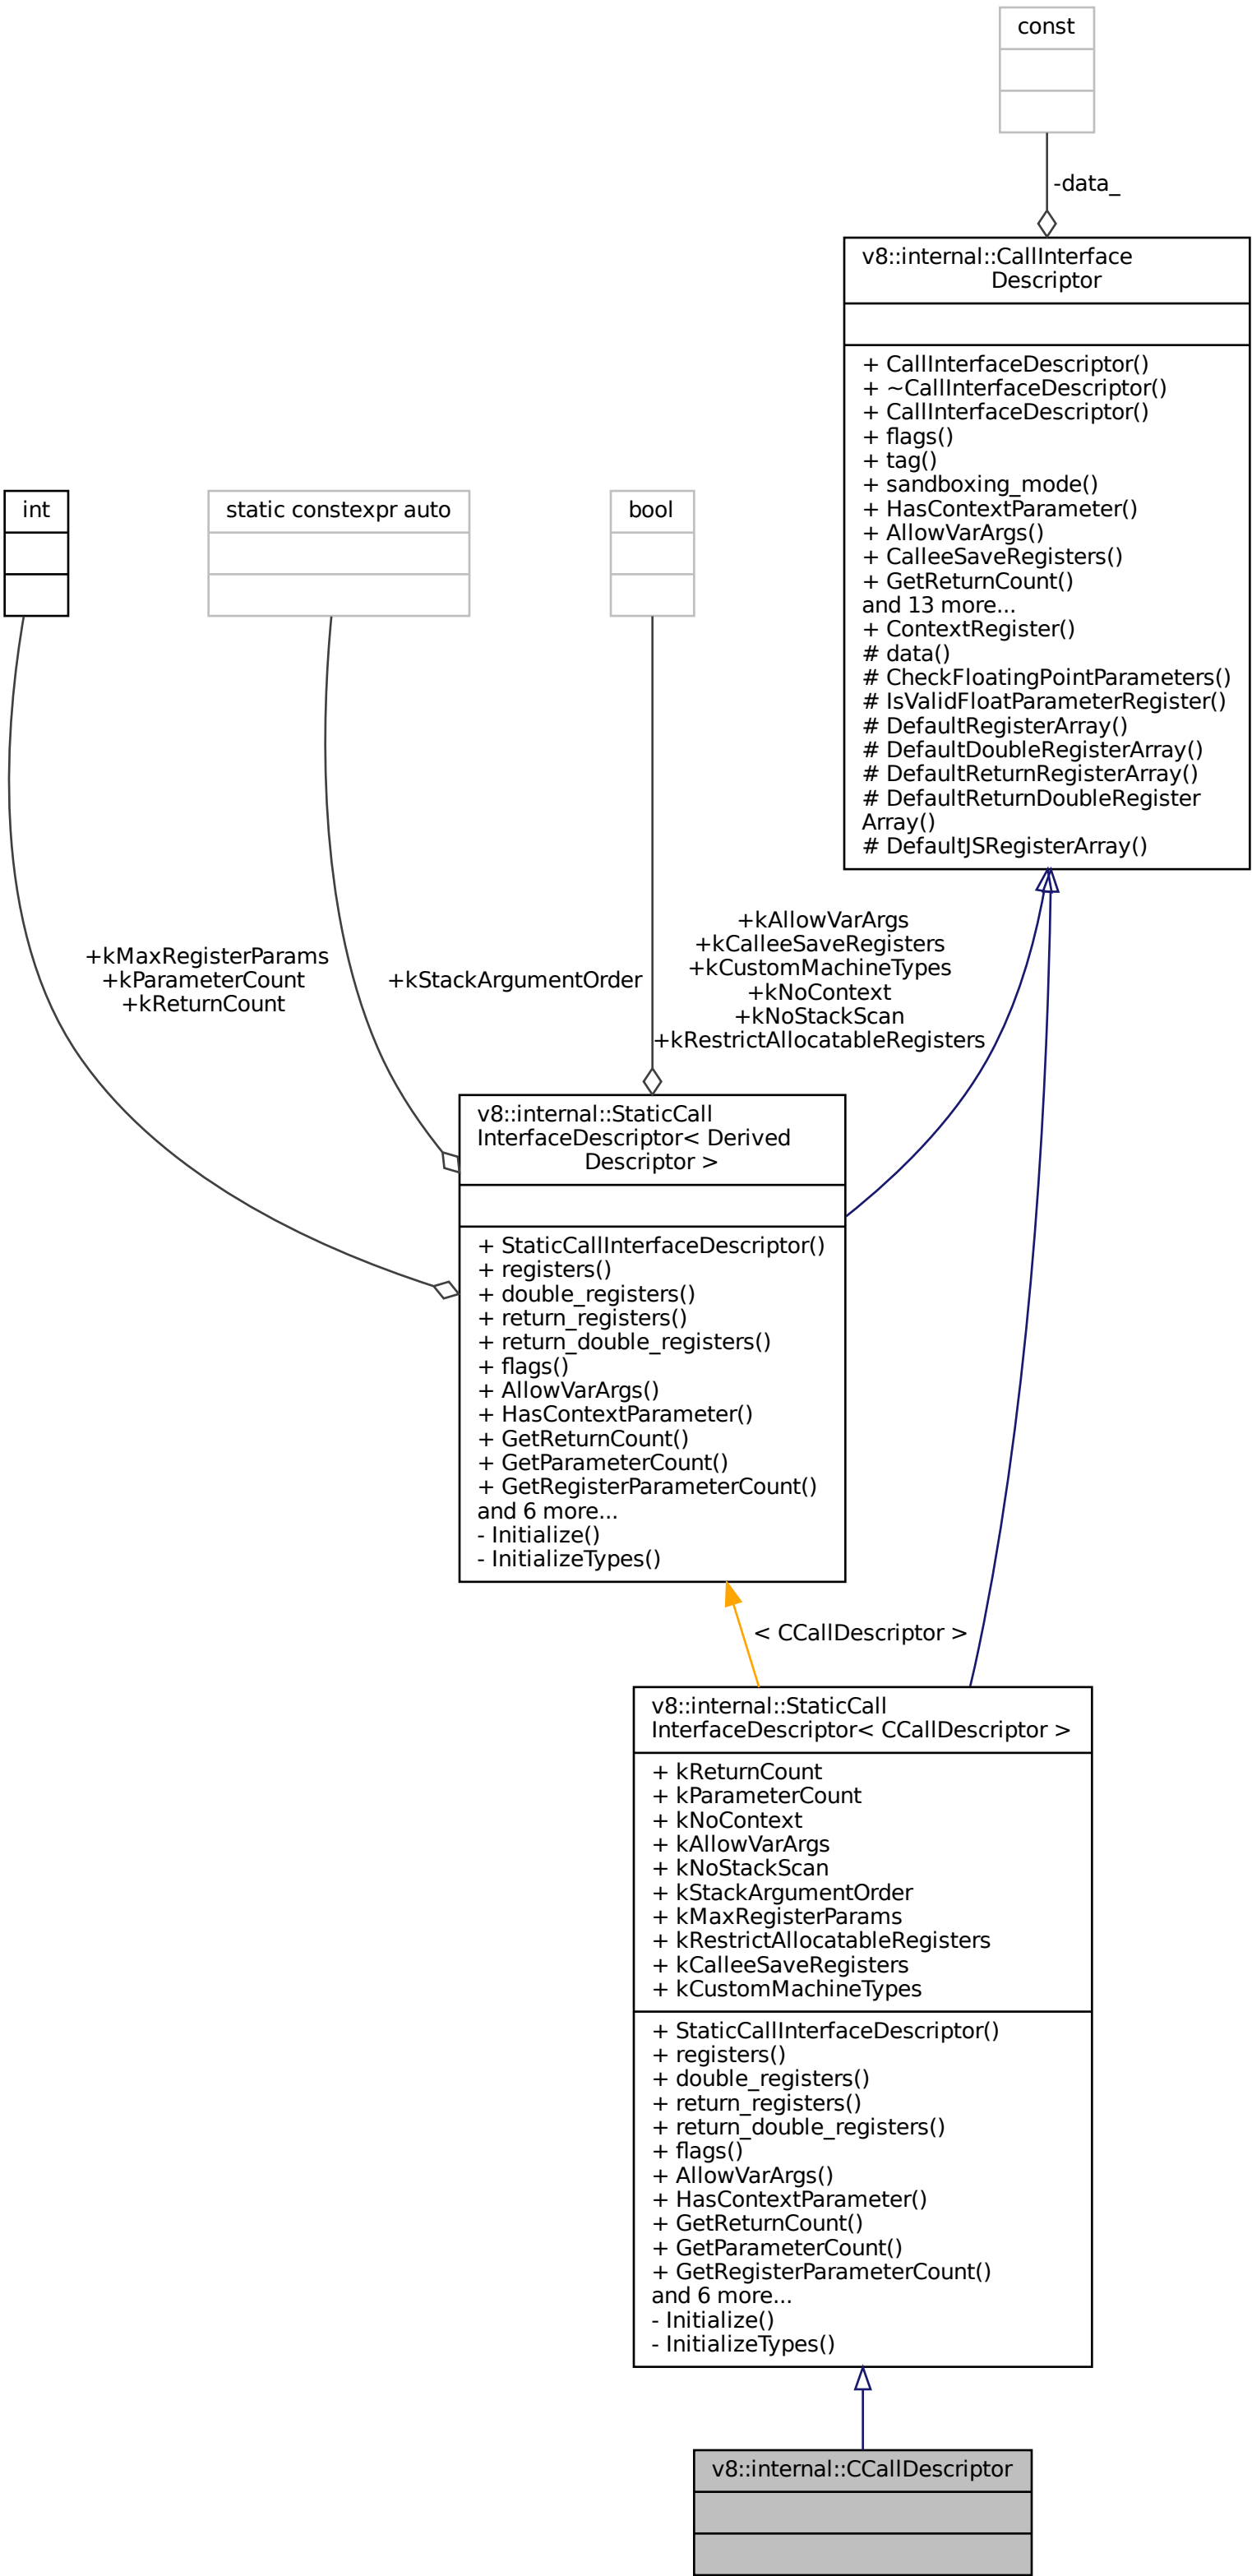 const
-data_
v8::internal::CallInterface
Descriptor
+ CallInterfaceDescriptor()
+ ~CallInterfaceDescriptor()
+ CallInterfaceDescriptor()
+ flags()
+ tag()
+ sandboxing_mode()
+ HasContextParameter()
+ AllowVarArgs()
+ CalleeSaveRegisters()
+ GetReturnCount()
and 13 more...
+ ContextRegister()
# data()
# CheckFloatingPointParameters()
# IsValidFloatParameterRegister()
# DefaultRegisterArray()
# DefaultDoubleRegisterArray()
# DefaultReturnRegisterArray()
# DefaultReturnDoubleRegister
Array()
# DefaultJSRegisterArray()
int
static constexpr auto
bool
+kMaxRegisterParams
+kParameterCount
+kReturnCount
+kStackArgumentOrder
+kAllowVarArgs
+kCalleeSaveRegisters
+kCustomMachineTypes
+kNoContext
+kNoStackScan
+kRestrictAllocatableRegisters
v8::internal::StaticCall
InterfaceDescriptor< Derived
Descriptor >
+ StaticCallInterfaceDescriptor()
+ registers()
+ double_registers()
+ return_registers()
+ return_double_registers()
+ flags()
+ AllowVarArgs()
+ HasContextParameter()
+ GetReturnCount()
+ GetParameterCount()
+ GetRegisterParameterCount()
and 6 more...
- Initialize()
- InitializeTypes()
< CCallDescriptor >
v8::internal::StaticCall
InterfaceDescriptor< CCallDescriptor >
+ kReturnCount
+ kParameterCount
+ kNoContext
+ kAllowVarArgs
+ kNoStackScan
+ kStackArgumentOrder
+ kMaxRegisterParams
+ kRestrictAllocatableRegisters
+ kCalleeSaveRegisters
+ kCustomMachineTypes
+ StaticCallInterfaceDescriptor()
+ registers()
+ double_registers()
+ return_registers()
+ return_double_registers()
+ flags()
+ AllowVarArgs()
+ HasContextParameter()
+ GetReturnCount()
+ GetParameterCount()
+ GetRegisterParameterCount()
and 6 more...
- Initialize()
- InitializeTypes()
v8::internal::CCallDescriptor